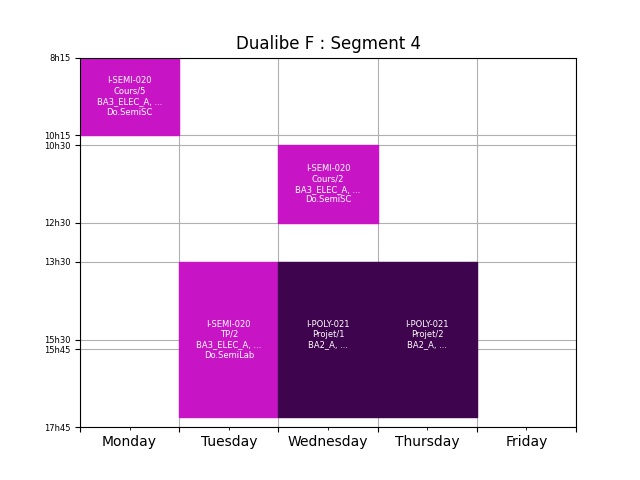 Dualibe F : Segment 4
8h15
10h15
10h30
12h30
13h30
15h30
15h45
17h45
I-SEMI-020
Cours/5
BA3_ELEC_A, ...
Do.SemiSC
I-SEMI-020
Cours/2
BA3_ELEC_A, ...
Do.SemiSC
I-SEMI-020
TP/2
BA3_ELEC_A, ...
Do.SemiLab
I-POLY-021
Projet/1
BA2_A, ...
I-POLY-021
Projet/2
BA2_A, ...
Monday
Tuesday
Wednesday
Thursday
Friday